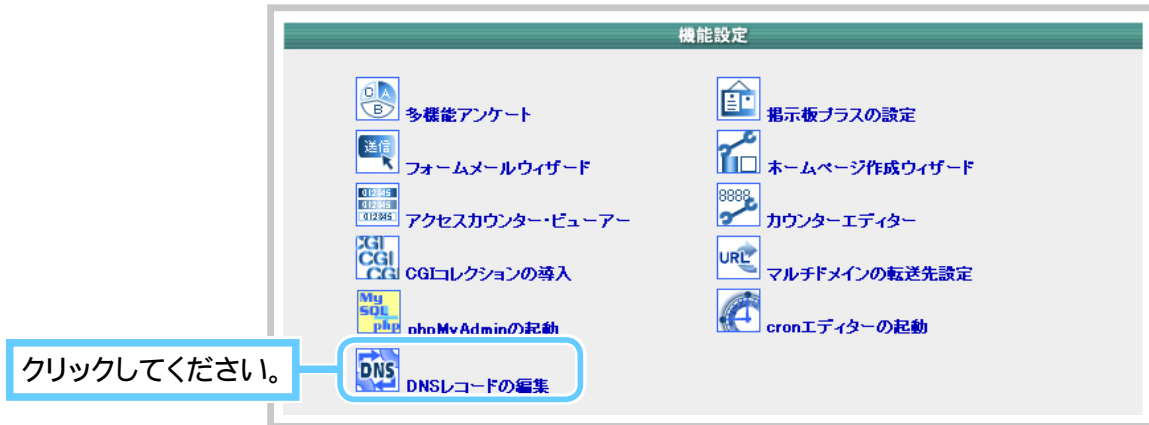 機能設定
C A B
多機能アンケート
掲示板プラスの設定
送信
フォームメールウィザード
ホームページ作成ウィザード
012345
012345
012345
アクセスカウンター・ビューアー
8888
カウンターエディター
CGI
CGI
CGI
CGIコレクションの導入
URL
マルチドメインの転送先設定
My
SQL
php
phpMyAdminの起動
cronエディターの起動
クリックしてください。
DNS
DNSレコードの編集